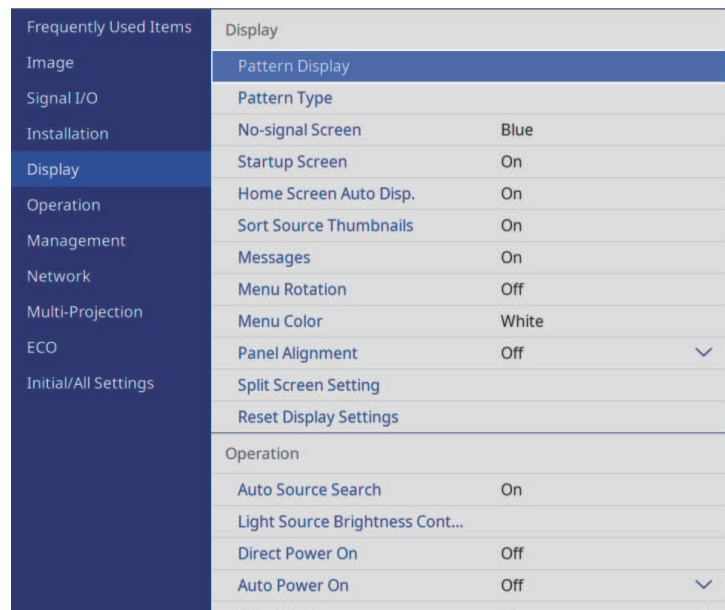 Frequently Used Items
Image
Signal I/O
Installation
Display
Operation
Management
Network
Multi-Projection
ECO
Initial/All Settings
Display
Pattern Display
Pattern Type
No-signal Screen Blue
Startup Screen On
Home Screen Auto Disp. On
Sort Source Thumbnails On
Messages On
Menu Rotation Off
Menu Color White
Panel Alignment Off
Split Screen Setting
Reset Display Settings
Operation
Auto Source Search On
Light Source Brightness Cont...
Direct Power On Off
Auto Power On Off